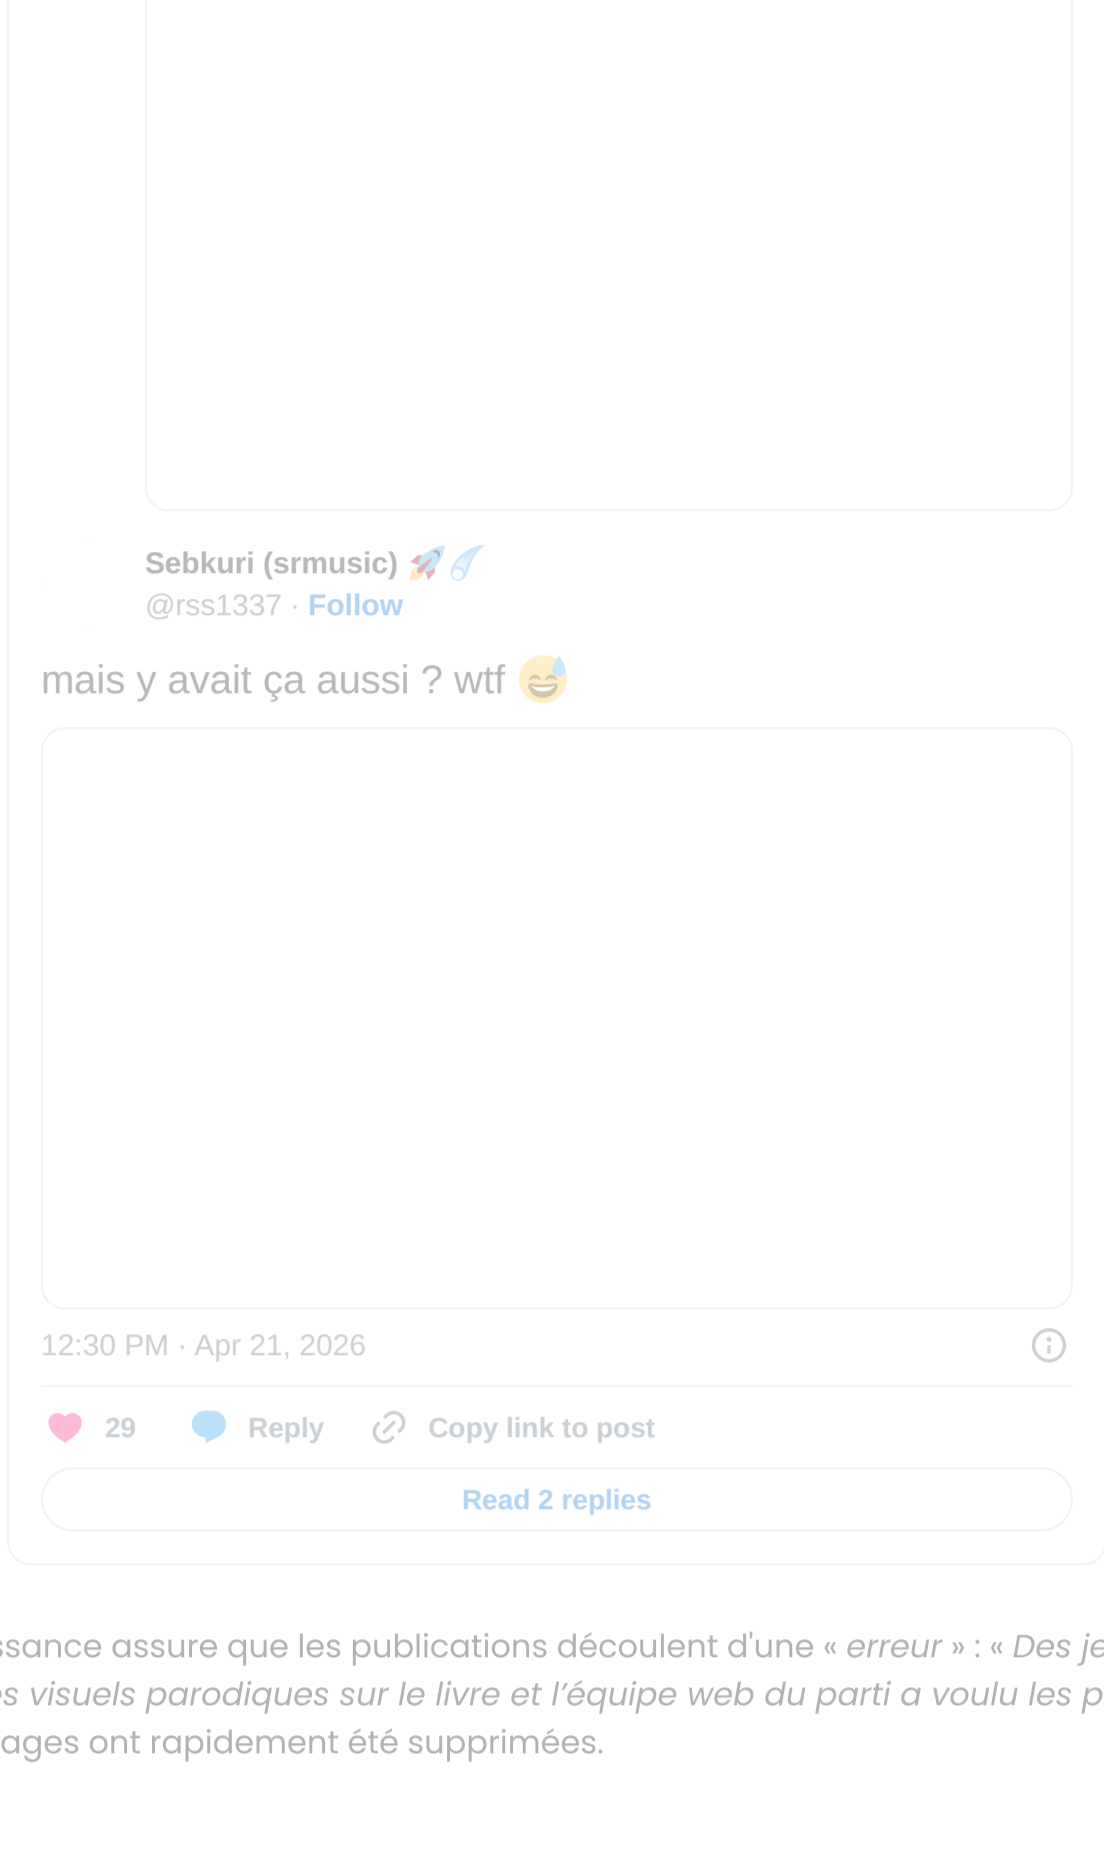 Sebkuri (srmusic) 🚀☄️
@rss1337 · Follow
mais y avait ça aussi ? wtf 😅
12:30 PM · Apr 21, 2026
29 Reply Copy link to post
Read 2 replies
ssance assure que les publications découlent d'une « erreur » : « Des je
s visuels parodiques sur le livre et l’équipe web du parti a voulu les p
ages ont rapidement été supprimées.